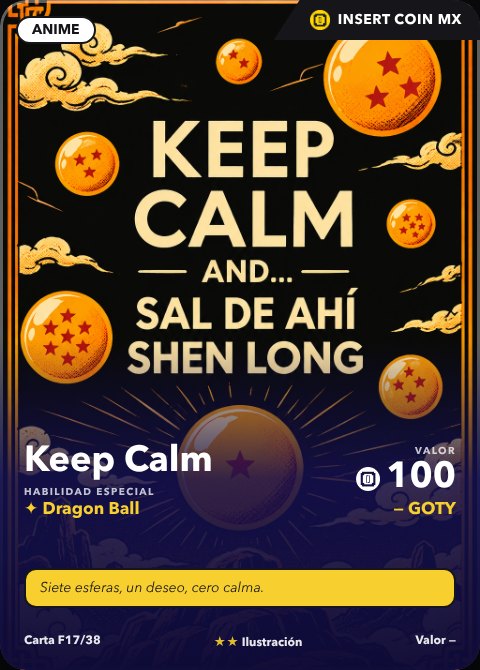 ANIME
INSERT COIN MX
KEEP
CALM
AND...
SAL DE AHÍ
SHEN LONG
Keep Calm
HABILIDAD ESPECIAL
✦ Dragon Ball
VALOR
100
— GOTY
Siete esferas, un deseo, cero calma.
Carta F17/38
★★ Ilustración
Valor —